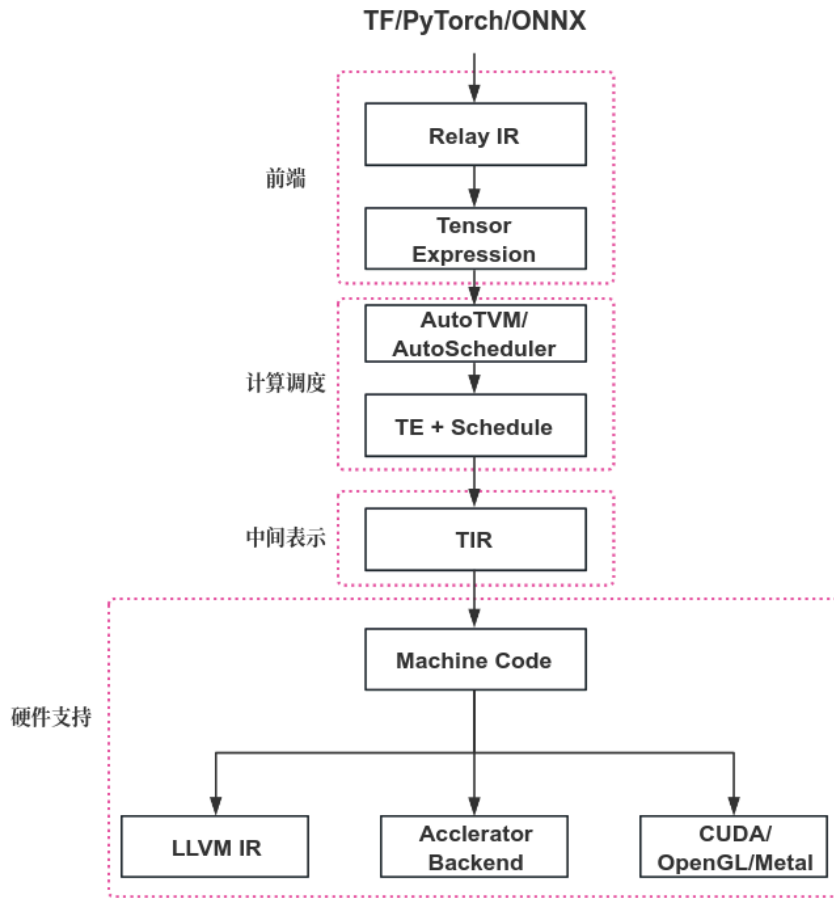 TF/PyTorch/ONNX
Relay IR
前端
Tensor
Expression
AutoTVM/
AutoScheduler
计算调度
TE + Schedule
中间表示
TIR
Machine Code
硬件支持
LLVM IR
Acclerator
Backend
CUDA/
OpenGL/Metal